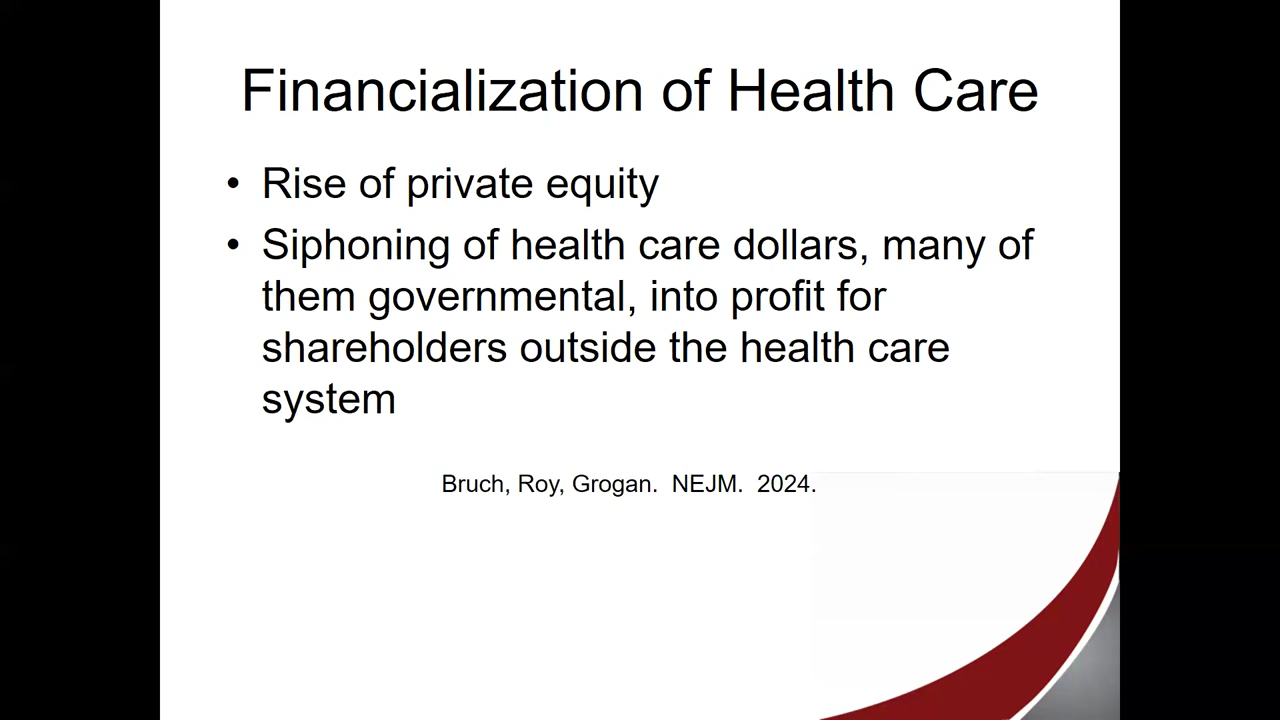 Financialization of Health Care
• Rise of private equity
• Siphoning of health care dollars, many of
them governmental, into profit for
shareholders outside the health care
system
Bruch, Roy, Grogan.  NEJM.  2024.